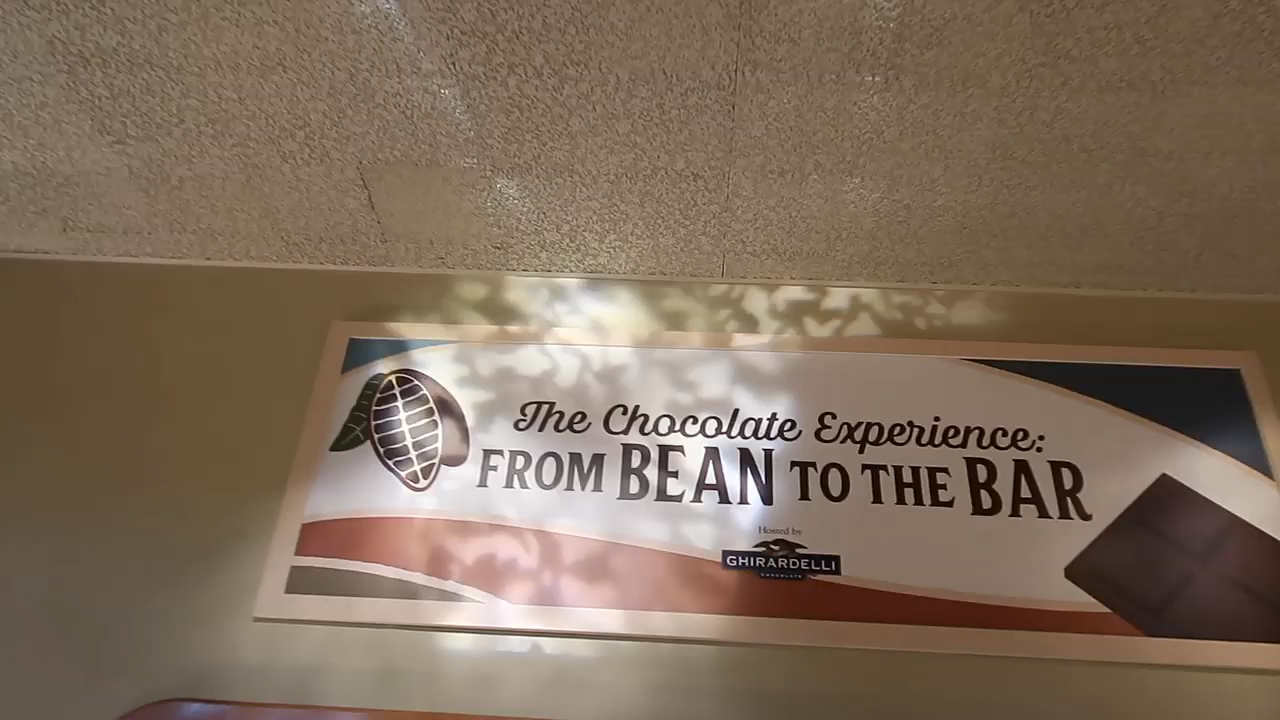 The Chocolate Experience:
FROM BEAN TO THE BAR
Hosted by
GHIRARDELLI
CHOCOLATE